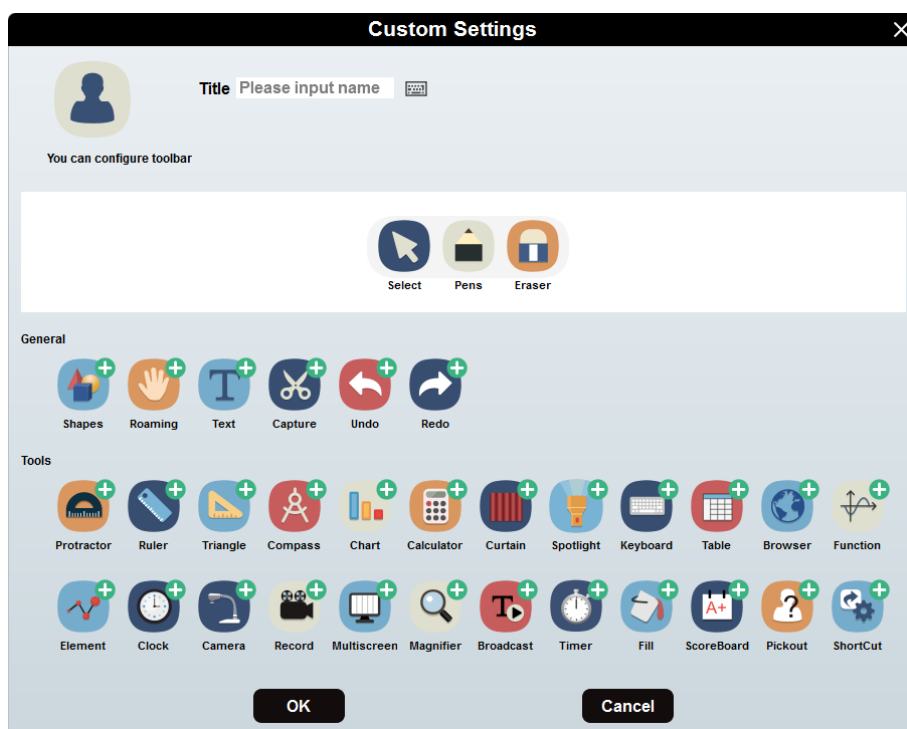 Custom Settings
Title Please input name
You can configure toolbar
Select Pens Eraser
General
Shapes Roaming Text Capture Undo Redo
Tools
Protractor Ruler Triangle Compass Chart Calculator Curtain Spotlight Keyboard Table Browser Function
T
A+
Element Clock Camera Record Multiscreen Magnifier Broadcast Timer Fill ScoreBoard Pickout ShortCut
OK Cancel